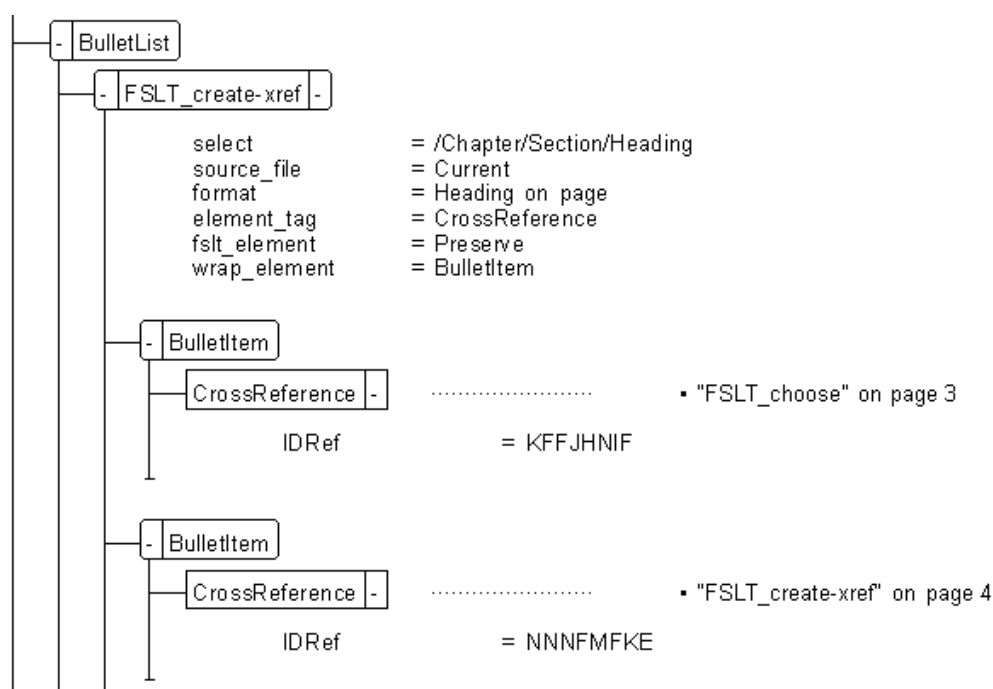 - BulletList
- FSLT_create-xref -
select = /Chapter/Section/Heading
source_file = Current
format = Heading on page
element_tag = CrossReference
fslt_element = Preserve
wrap_element = BulletItem
- BulletItem
CrossReference - ........................ ▪ "FSLT_choose" on page 3
IDRef = KFFJHNIF
- BulletItem
CrossReference - ........................ ▪ "FSLT_create-xref" on page 4
IDRef = NNNFMFKE